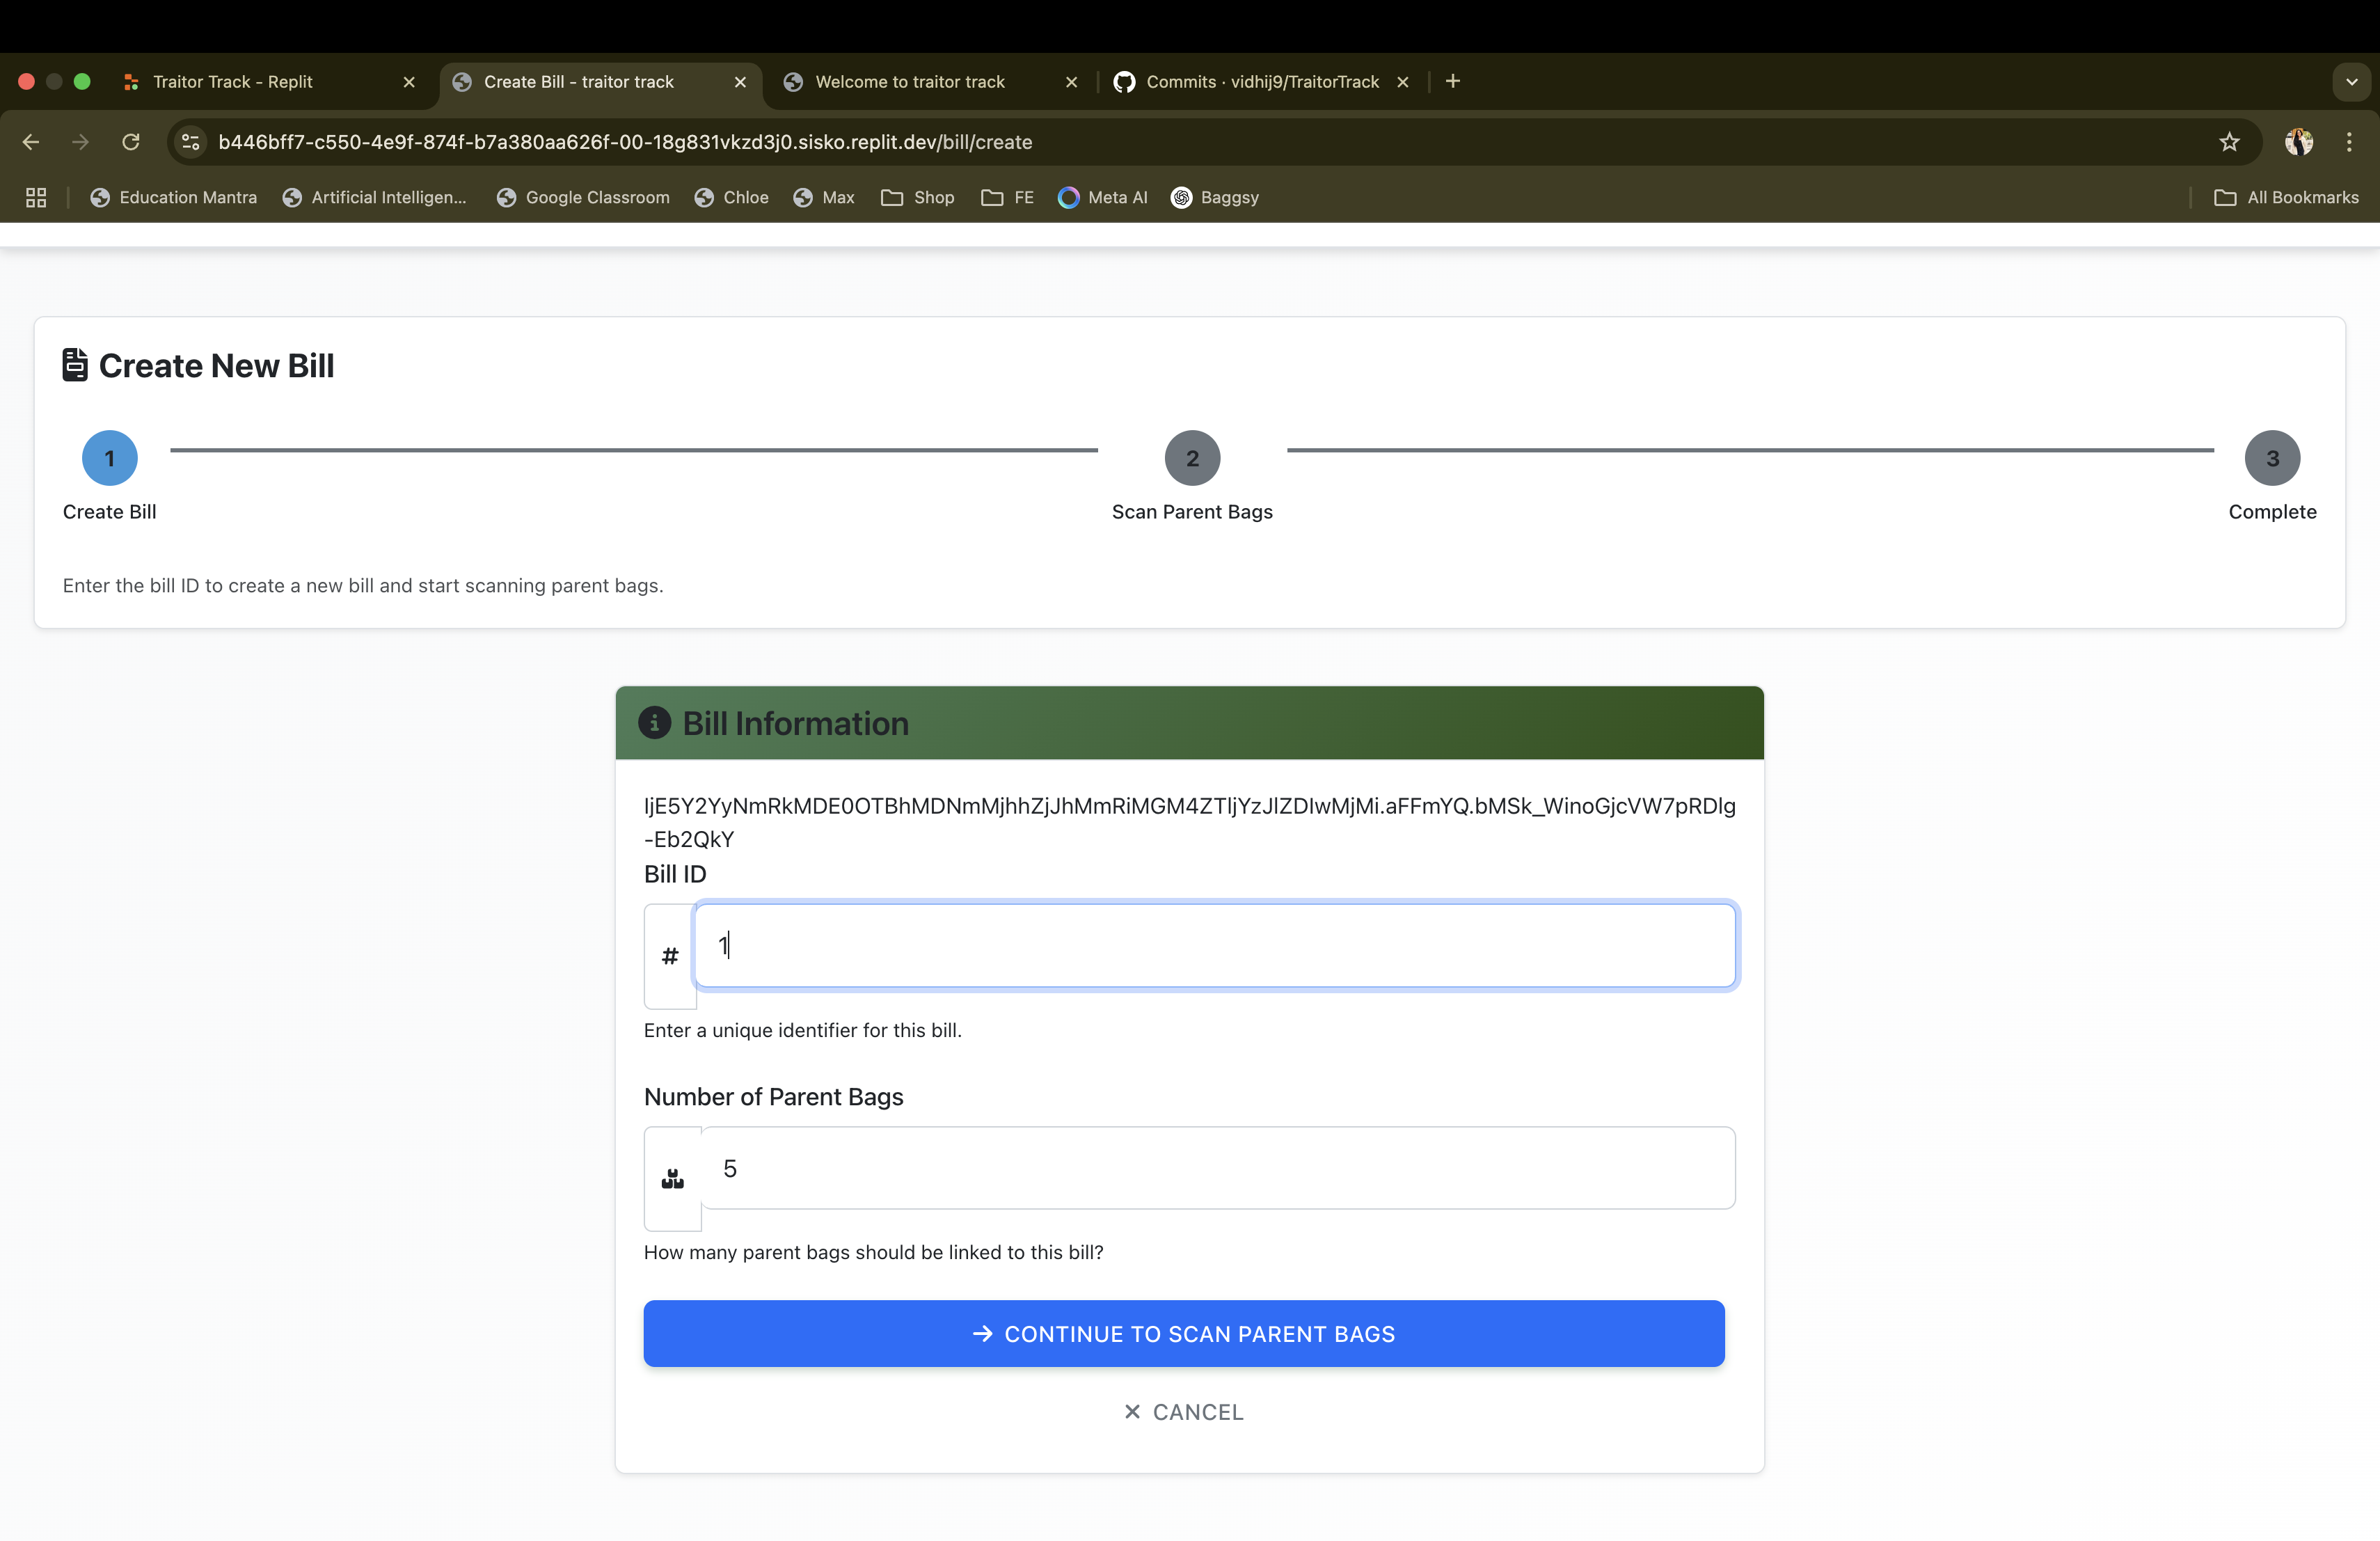 Traitor Track - Replit
Create Bill - traitor track
Welcome to traitor track
Commits · vidhij9/TraitorTrack
b446bff7-c550-4e9f-874f-b7a380aa626f-00-18g831vkzd3j0.sisko.replit.dev/bill/create
Education Mantra
Artificial Intelligen...
Google Classroom
Chloe
Max
Shop
FE
Meta AI
Baggsy
All Bookmarks
Create New Bill
1
2
3
Create Bill
Scan Parent Bags
Complete
Enter the bill ID to create a new bill and start scanning parent bags.
Bill Information
IjE5Y2YyNmRkMDE0OTBhMDNmMjhhZjJhMmRiMGM4ZTljYzJlZDIwMjMi.aFFmYQ.bMSk_WinoGjcVW7pRDlg
-Eb2QkY
Bill ID
#
1
Enter a unique identifier for this bill.
Number of Parent Bags
5
How many parent bags should be linked to this bill?
CONTINUE TO SCAN PARENT BAGS
CANCEL